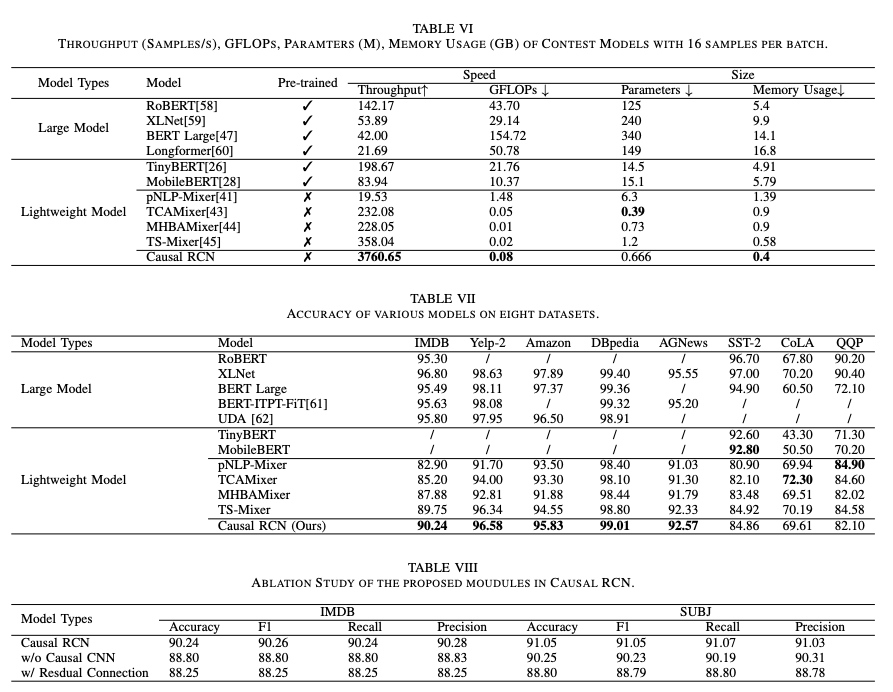 TABLE VI
THROUGHPUT (SAMPLES/S), GFLOPS, PARAMTERS (M), MEMORY USAGE (GB) OF CONTEST MODELS WITH 16 SAMPLES PER BATCH.
Model Types Model Pre-trained Speed Size
Throughput↑ GFLOPs ↓ Parameters ↓ Memory Usage↓
Large Model
RoBERT[58] ✓ 142.17 43.70 125 5.4
XLNet[59] ✓ 53.89 29.14 240 9.9
BERT Large[47] ✓ 42.00 154.72 340 14.1
Longformer[60] ✓ 21.69 50.78 149 16.8
Lightweight Model
TinyBERT[26] ✓ 198.67 21.76 14.5 4.91
MobileBERT[28] ✓ 83.94 10.37 15.1 5.79
pNLP-Mixer[41] ✗ 19.53 1.48 6.3 1.39
TCAMixer[43] ✗ 232.08 0.05 0.39 0.9
MHBAMixer[44] ✗ 228.05 0.01 0.73 0.9
TS-Mixer[45] ✗ 358.04 0.02 1.2 0.58
Causal RCN ✗ 3760.65 0.08 0.666 0.4
TABLE VII
ACCURACY OF VARIOUS MODELS ON EIGHT DATASETS.
Model Types Model IMDB Yelp-2 Amazon DBpedia AGNews SST-2 CoLA QQP
Large Model
RoBERT 95.30 / / / / 96.70 67.80 90.20
XLNet 96.80 98.63 97.89 99.40 95.55 97.00 70.20 90.40
BERT Large 95.49 98.11 97.37 99.36 / 94.90 60.50 72.10
BERT-ITPT-FiT[61] 95.63 98.08 / 99.32 95.20 / / /
UDA [62] 95.80 97.95 96.50 98.91 / / / /
Lightweight Model
TinyBERT / / / / / 92.60 43.30 71.30
MobileBERT / / / / / 92.80 50.50 70.20
pNLP-Mixer 82.90 91.70 93.50 98.40 91.03 80.90 69.94 84.90
TCAMixer 85.20 94.00 93.30 98.10 91.30 82.10 72.30 84.60
MHBAMixer 87.88 92.81 91.88 98.44 91.79 83.48 69.51 82.02
TS-Mixer 89.75 96.34 94.55 98.80 92.33 84.92 70.19 84.58
Causal RCN (Ours) 90.24 96.58 95.83 99.01 92.57 84.86 69.61 82.10
TABLE VIII
ABLATION STUDY OF THE PROPOSED MOUDULES IN CAUSAL RCN.
Model Types IMDB SUBJ
Accuracy F1 Recall Precision Accuracy F1 Recall Precision
Causal RCN 90.24 90.26 90.24 90.28 91.05 91.05 91.07 91.03
w/o Causal CNN 88.80 88.80 88.80 88.83 90.25 90.23 90.19 90.31
w/ Resdual Connection 88.25 88.25 88.25 88.25 88.80 88.79 88.80 88.78